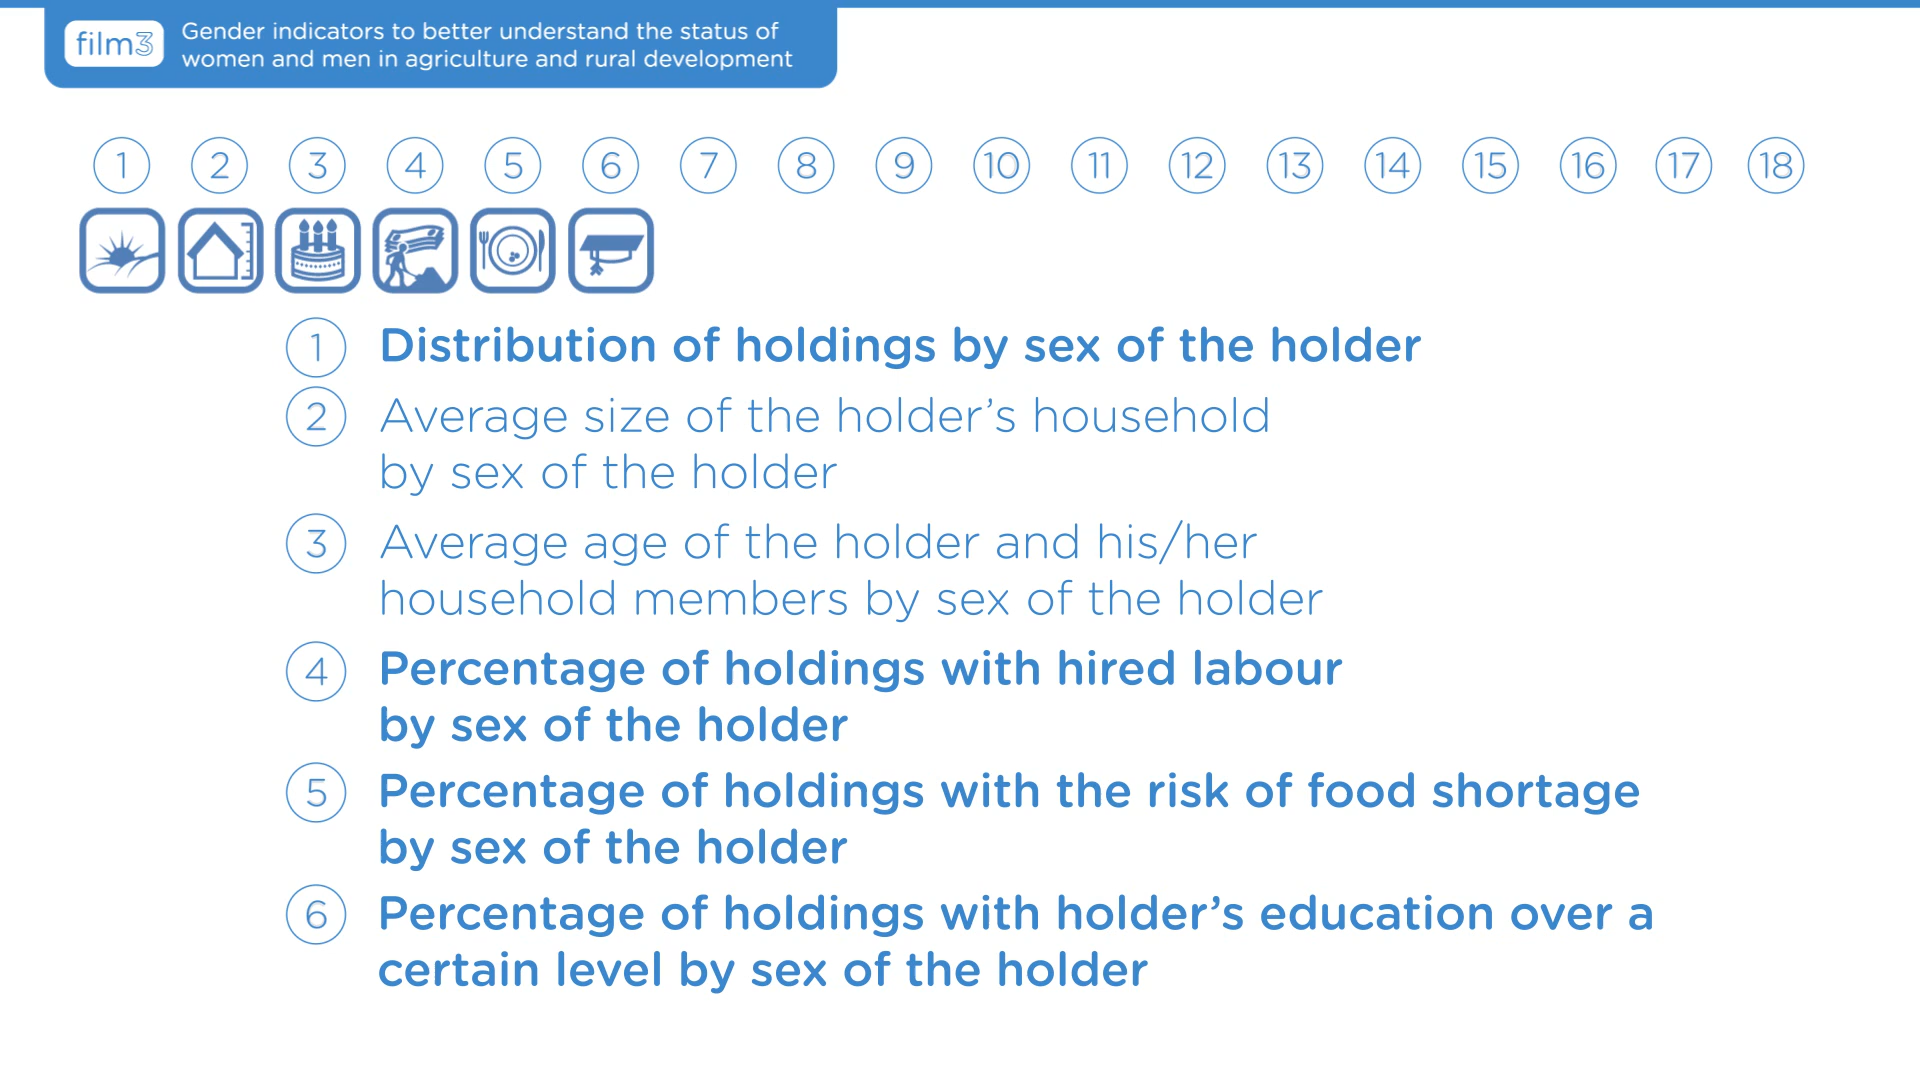 film3
Gender indicators to better understand the status of
women and men in agriculture and rural development
1 2 3 4 5 6 7 8 9 10 11 12 13 14 15 16 17 18
1 Distribution of holdings by sex of the holder
2 Average size of the holder’s household
by sex of the holder
3 Average age of the holder and his/her
household members by sex of the holder
4 Percentage of holdings with hired labour
by sex of the holder
5 Percentage of holdings with the risk of food shortage
by sex of the holder
6 Percentage of holdings with holder’s education over a
certain level by sex of the holder